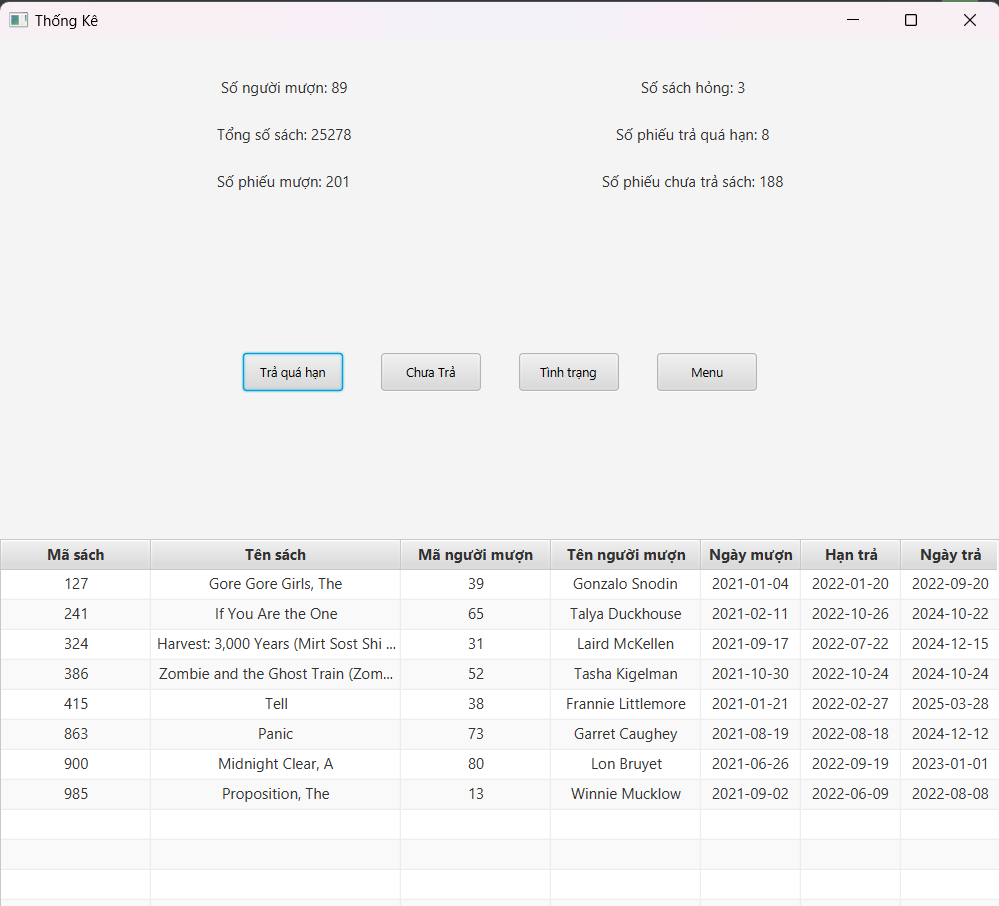 Thống Kê
Số người mượn: 89
Số sách hỏng: 3
Tổng số sách: 25278
Số phiếu trả quá hạn: 8
Số phiếu mượn: 201
Số phiếu chưa trả sách: 188
Trả quá hạn Chưa Trả Tình trạng Menu
Mã sách Tên sách Mã người mượn Tên người mượn Ngày mượn Hạn trả Ngày trả
127 Gore Gore Girls, The 39 Gonzalo Snodin 2021-01-04 2022-01-20 2022-09-20
241 If You Are the One 65 Talya Duckhouse 2021-02-11 2022-10-26 2024-10-22
324 Harvest: 3,000 Years (Mirt Sost Shi ... 31 Laird McKellen 2021-09-17 2022-07-22 2024-12-15
386 Zombie and the Ghost Train (Zom... 52 Tasha Kigelman 2021-10-30 2022-10-24 2024-10-24
415 Tell 38 Frannie Littlemore 2021-01-21 2022-02-27 2025-03-28
863 Panic 73 Garret Caughey 2021-08-19 2022-08-18 2024-12-12
900 Midnight Clear, A 80 Lon Bruyet 2021-06-26 2022-09-19 2023-01-01
985 Proposition, The 13 Winnie Mucklow 2021-09-02 2022-06-09 2022-08-08